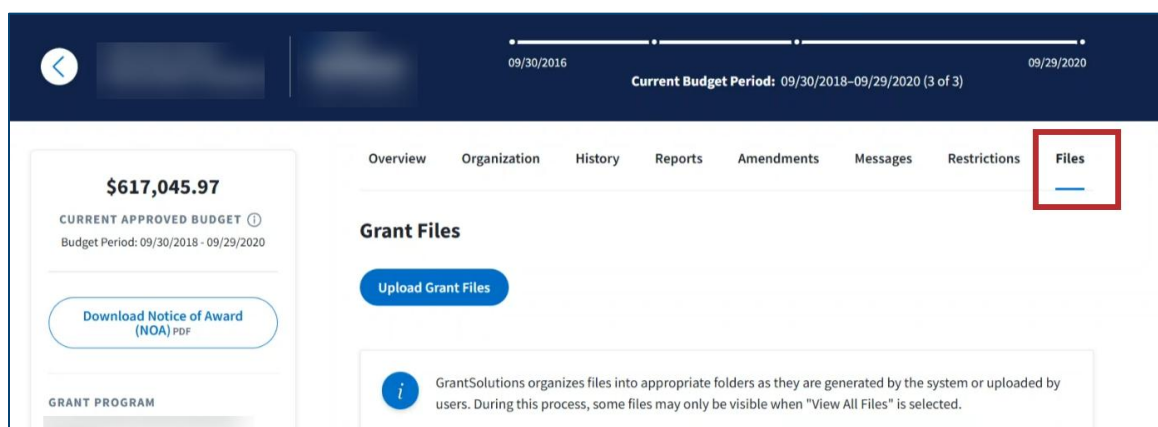 09/30/2016
09/29/2020
Current Budget Period: 09/30/2018–09/29/2020 (3 of 3)
Overview Organization History Reports Amendments Messages Restrictions Files
$617,045.97
CURRENT APPROVED BUDGET
Budget Period: 09/30/2018 - 09/29/2020
Download Notice of Award
(NOA) PDF
GRANT PROGRAM
Grant Files
Upload Grant Files
i
GrantSolutions organizes files into appropriate folders as they are generated by the system or uploaded by
users. During this process, some files may only be visible when "View All Files" is selected.